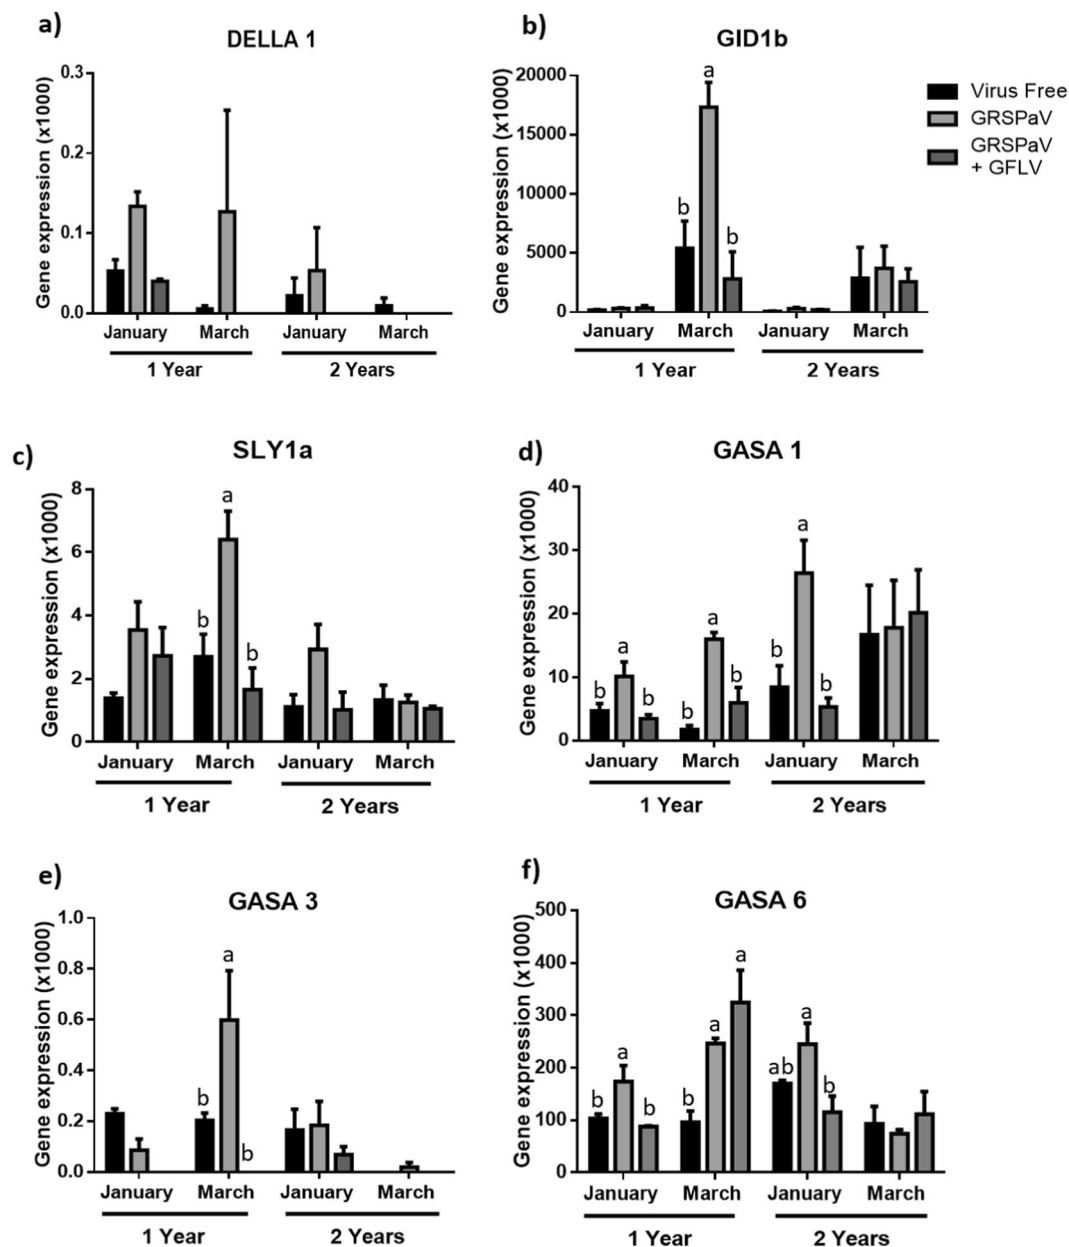 a)
DELLA 1
Gene expression (x1000)
0.3
0.2
0.1
0.0
January
March
January
March
1 Year
2 Years
b)
GID1b
Gene expression (x1000)
20000
15000
10000
5000
0
b
a
b
January
March
January
March
1 Year
2 Years
Virus Free
GRSPaV
GRSPaV
+ GFLV
c)
SLY1a
Gene expression (x1000)
8
6
4
2
0
b
a
b
January
March
January
March
1 Year
2 Years
d)
GASA 1
Gene expression (x1000)
40
30
20
10
0
b
a
b
b
a
b
b
a
b
January
March
January
March
1 Year
2 Years
e)
GASA 3
Gene expression (x1000)
1.0
0.8
0.6
0.4
0.2
0.0
b
a
b
January
March
January
March
1 Year
2 Years
f)
GASA 6
Gene expression (x1000)
500
400
300
200
100
0
b
a
b
b
a
a
ab
a
b
January
March
January
March
1 Year
2 Years